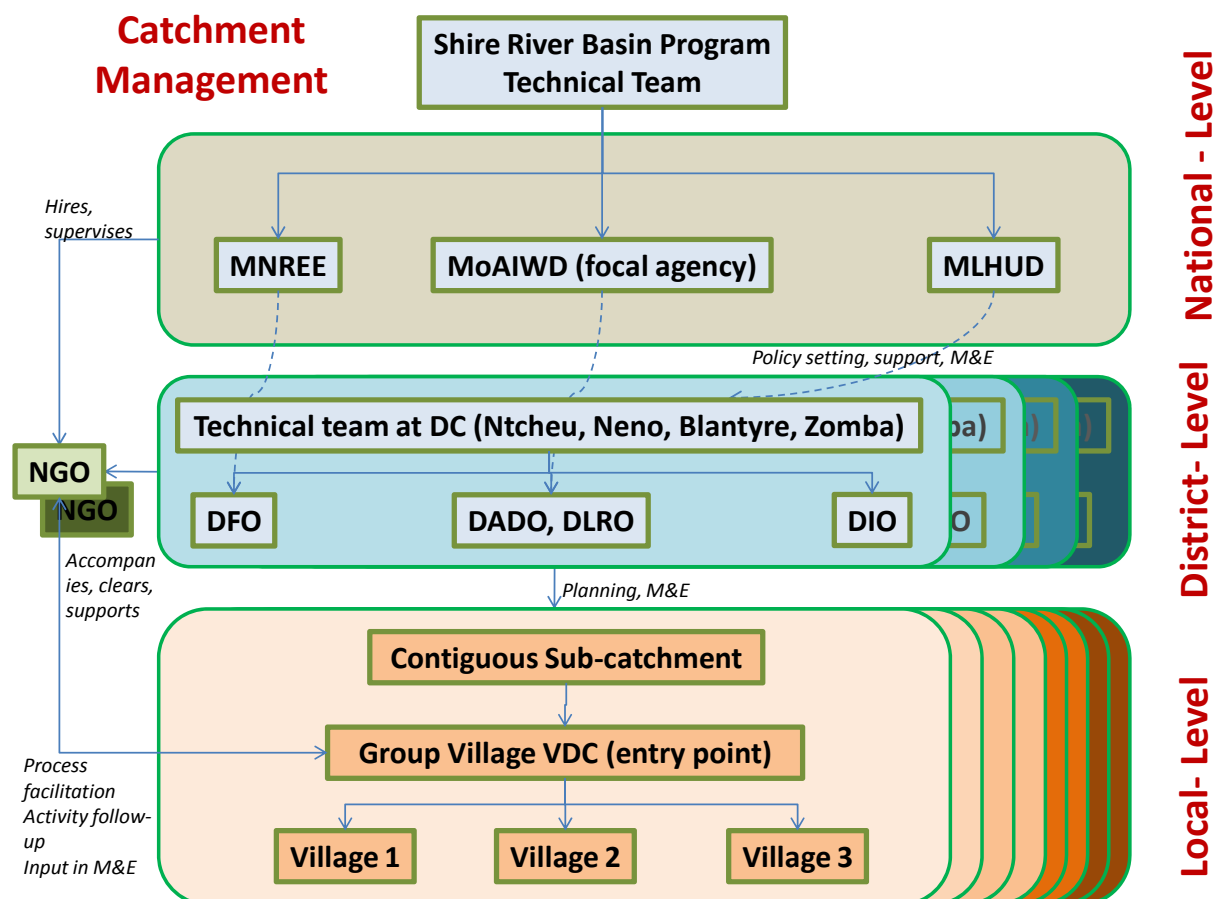 Catchment
Management
Shire River Basin Program
Technical Team
National - Level
Hires,
supervises
MNREE
MoAIWD (focal agency)
MLHUD
Policy setting, support, M&E
District- Level
Technical team at DC (Ntcheu, Neno, Blantyre, Zomba)
ba)
)
NGO
NGO
DFO
DADO, DLRO
DIO
O
Accompan
ies, clears,
supports
Planning, M&E
Local- Level
Contiguous Sub-catchment
Group Village VDC (entry point)
Process
facilitation
Activity follow-
up
Input in M&E
Village 1
Village 2
Village 3